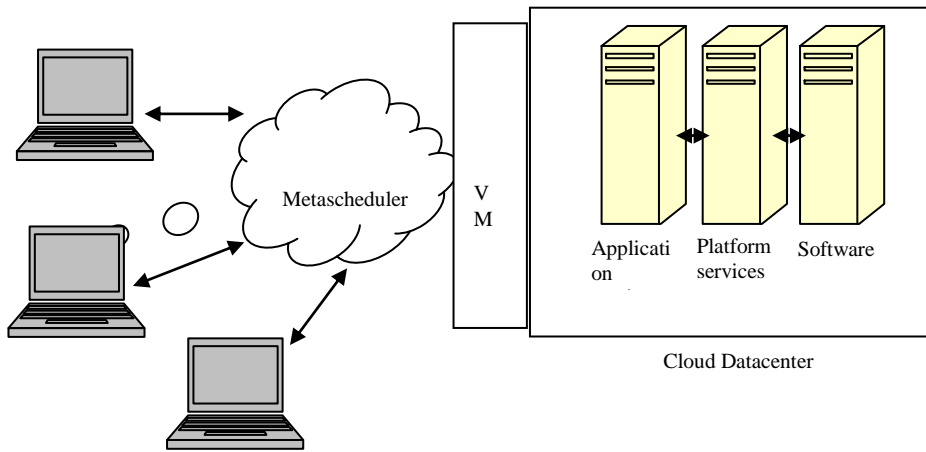 Metascheduler
V
M
Applicati
on
Platform
services
Software
Cloud Datacenter